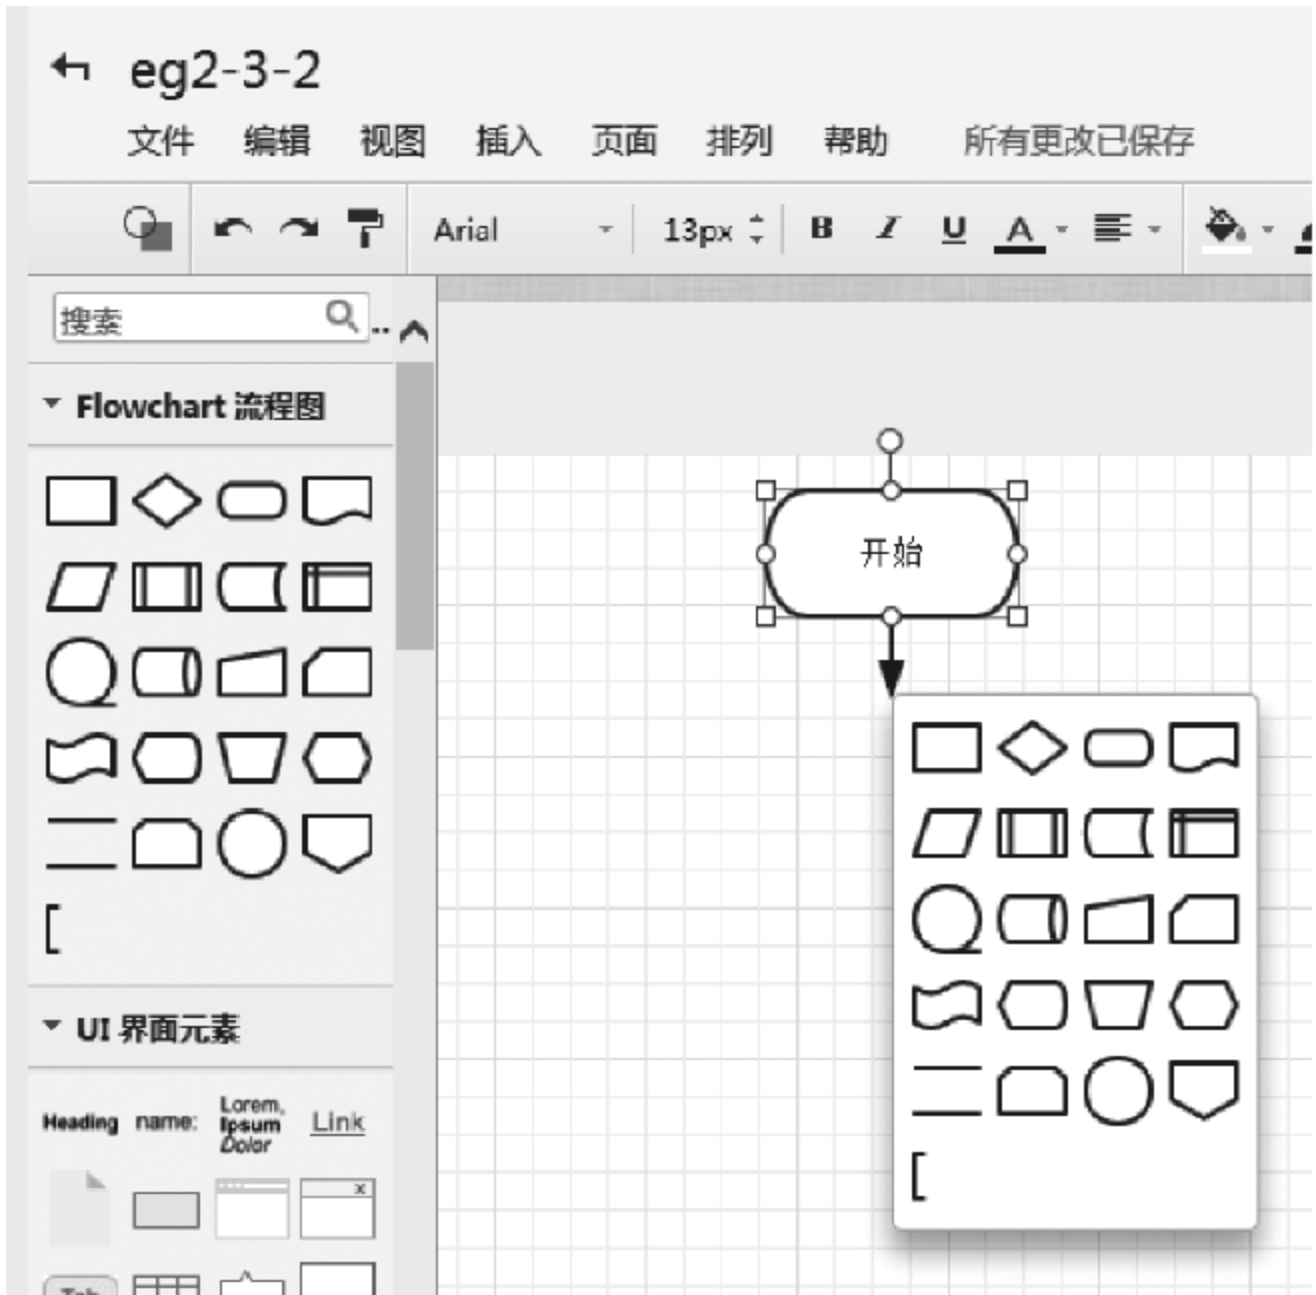 eg2-3-2
文件 编辑 视图 插入 页面 排列 帮助 所有更改已保存
Arial 13px B I U A
搜索 ..
Flowchart 流程图
开始
UI 界面元素
Heading name: Lorem, Ipsum Dolor Link
x
Tab